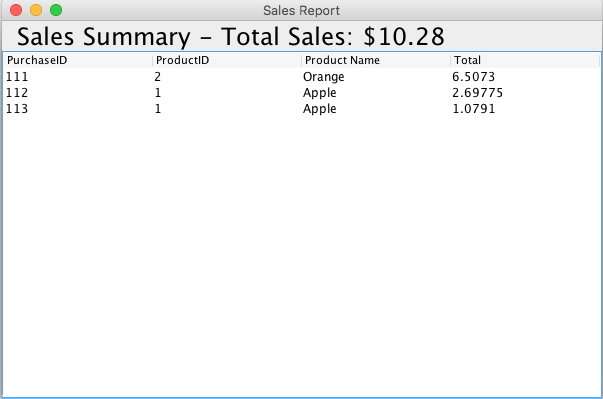 Sales Report
Sales Summary – Total Sales: $10.28
PurchaseID ProductID Product Name Total
111 2 Orange 6.5073
112 1 Apple 2.69775
113 1 Apple 1.0791